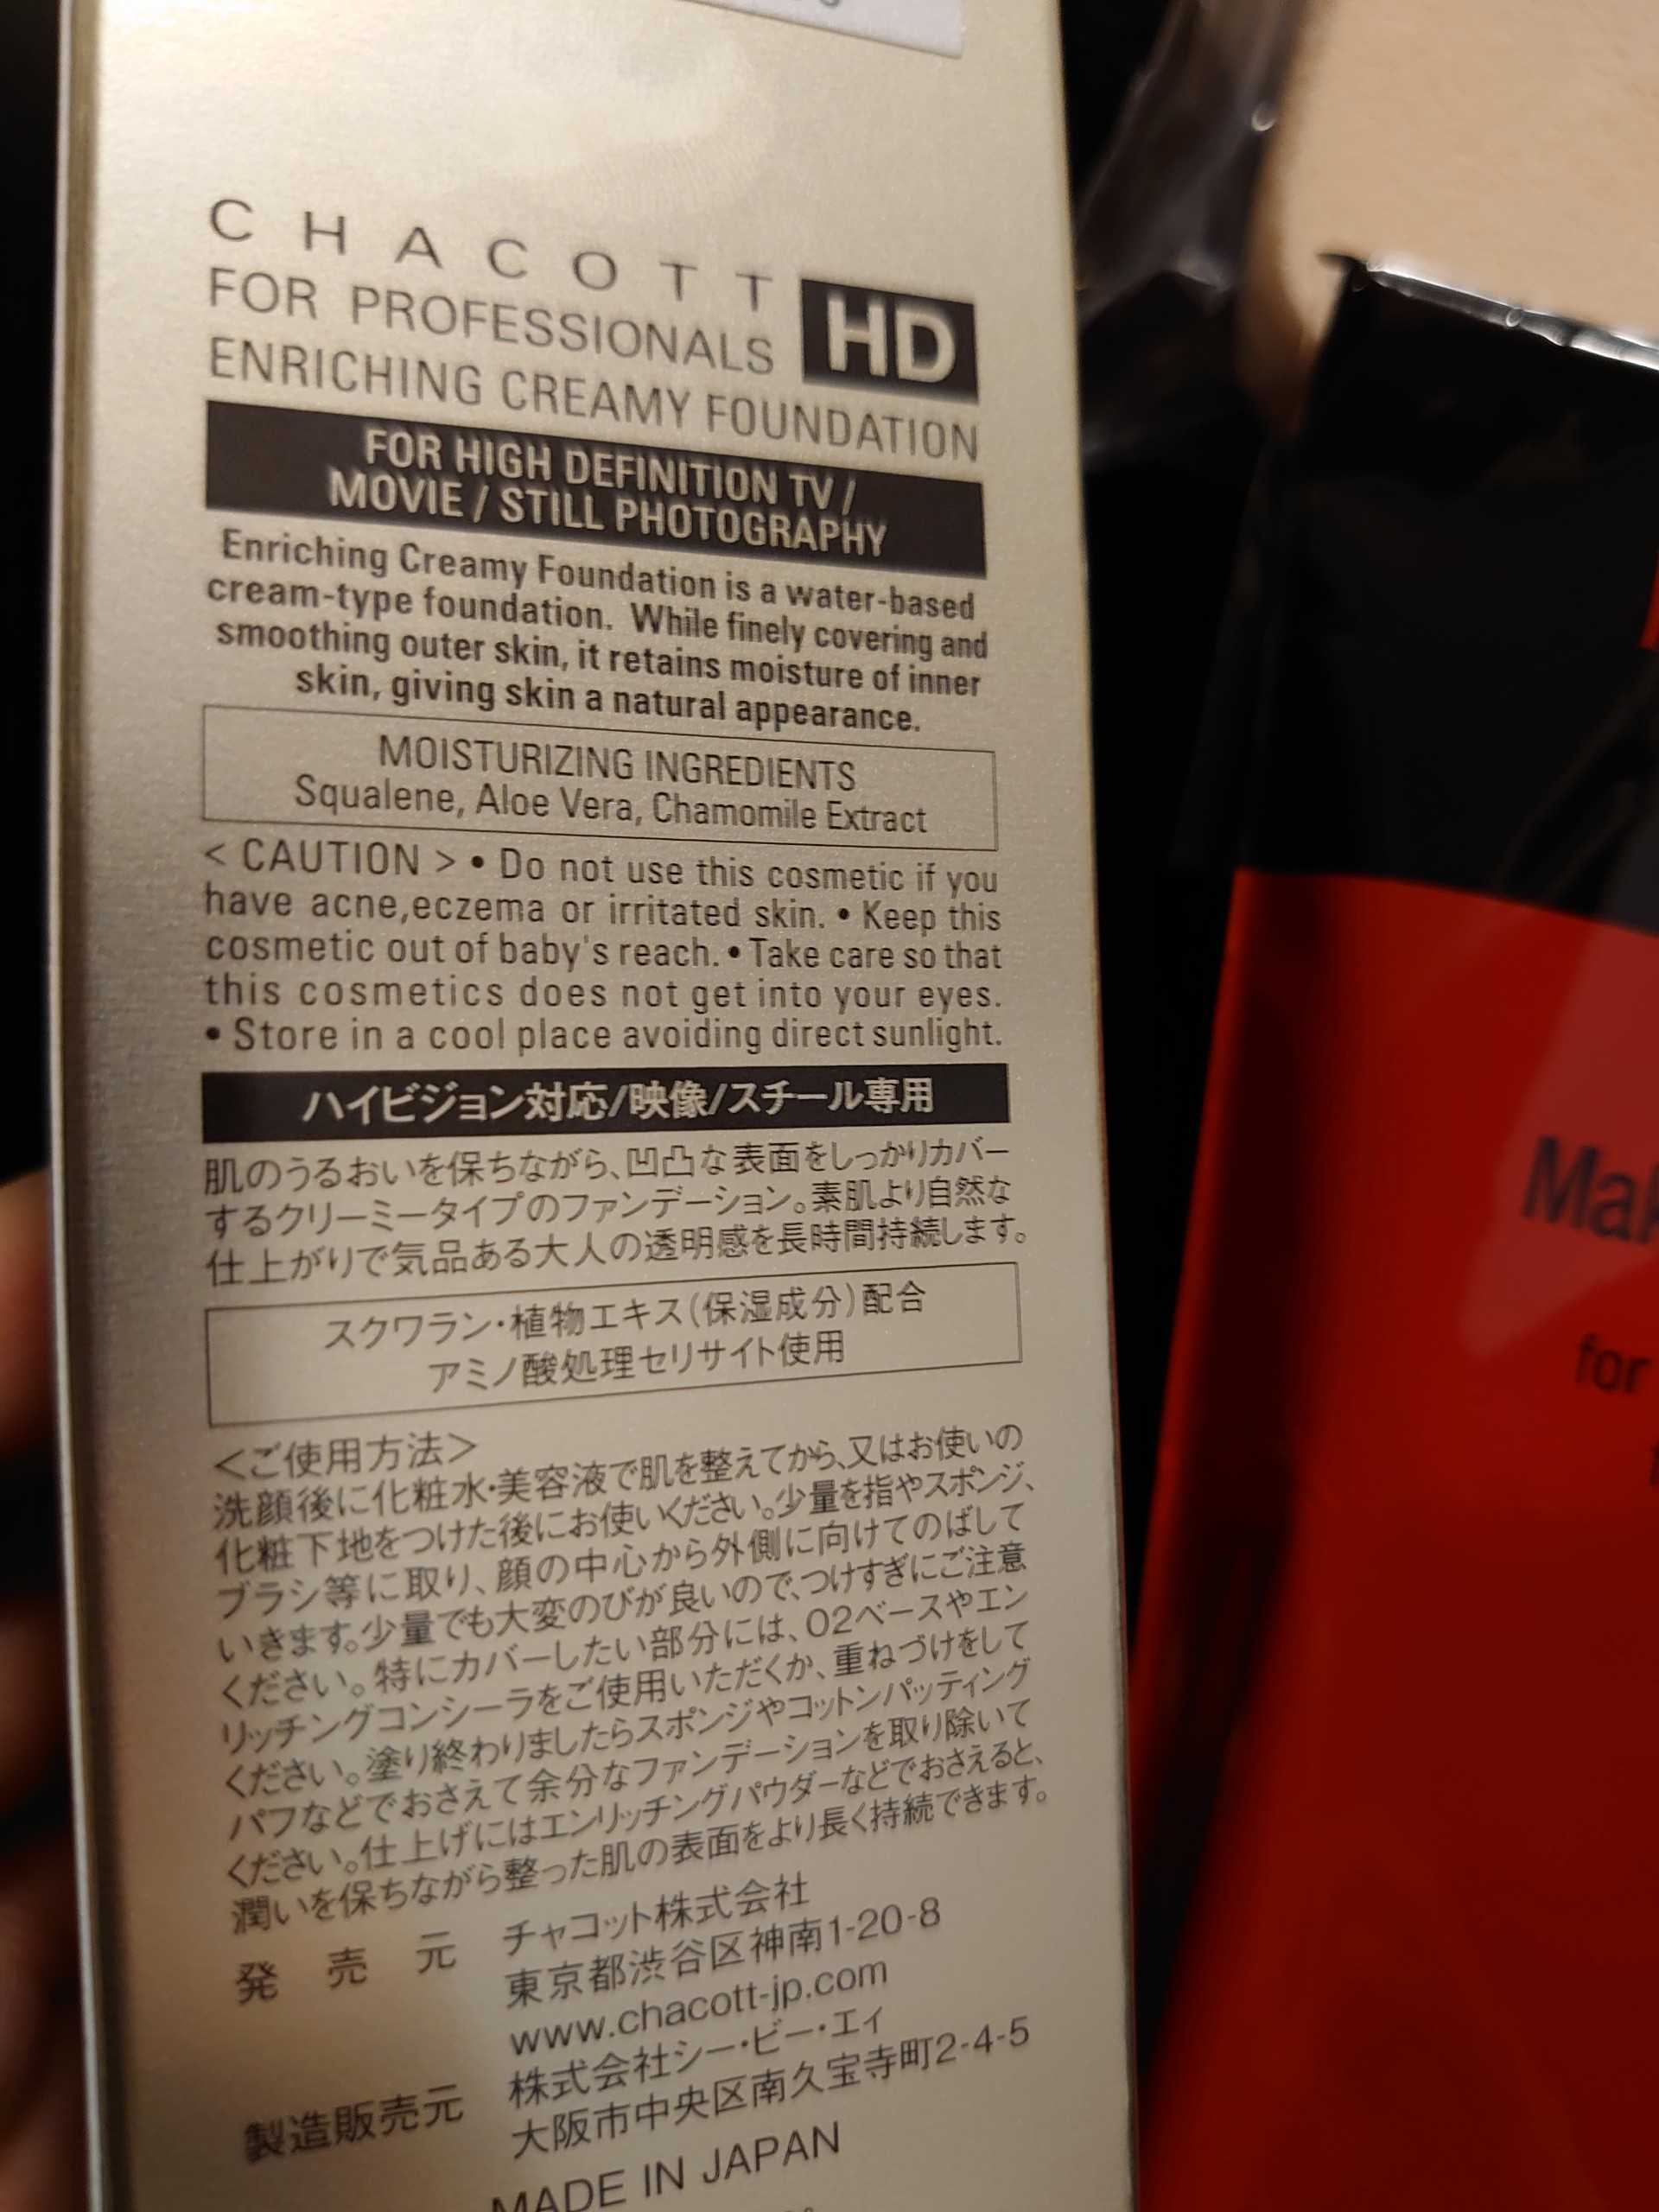 CHACOTT
FOR PROFESSIONALS HD
ENRICHING CREAMY FOUNDATION
FOR HIGH DEFINITION TV /
MOVIE / STILL PHOTOGRAPHY
Enriching Creamy Foundation is a water-based
cream-type foundation. While finely covering and
smoothing outer skin, it retains moisture of inner
skin, giving skin a natural appearance.
MOISTURIZING INGREDIENTS
Squalene, Aloe Vera, Chamomile Extract
< CAUTION > • Do not use this cosmetic if you
have acne,eczema or irritated skin. • Keep this
cosmetic out of baby's reach. • Take care so that
this cosmetics does not get into your eyes.
• Store in a cool place avoiding direct sunlight.
ハイビジョン対応/映像/スチール専用
肌のうるおいを保ちながら、凹凸な表面をしっかりカバー
するクリーミータイプのファンデーション。素肌より自然な
仕上がりで気品ある大人の透明感を長時間持続します。
スクワラン・植物エキス(保湿成分)配合
アミノ酸処理セリサイト使用
＜ご使用方法＞
洗顔後に化粧水・美容液で肌を整えてから、又はお使いの
化粧下地をつけた後にお使いください。少量を指やスポンジ、
ブラシ等に取り、顔の中心から外側に向けてのばして
いきます。少量でも大変のびが良いので、つけすぎにご注意
ください。特にカバーしたい部分には、O2ベースやエン
リッチングコンシーラをご使用いただくか、重ねづけをして
ください。塗り終わりましたらスポンジやコットンパッティング
パフなどでおさえて余分なファンデーションを取り除いて
ください。仕上げにはエンリッチングパウダーなどでおさえると、
潤いを保ちながら整った肌の表面をより長く持続できます。
発売元 チャコット株式会社
東京都渋谷区神南1-20-8
www.chacott-jp.com
製造販売元 株式会社シー・ビー・エィ
大阪市中央区南久宝寺町2-4-5
MADE IN JAPAN
for